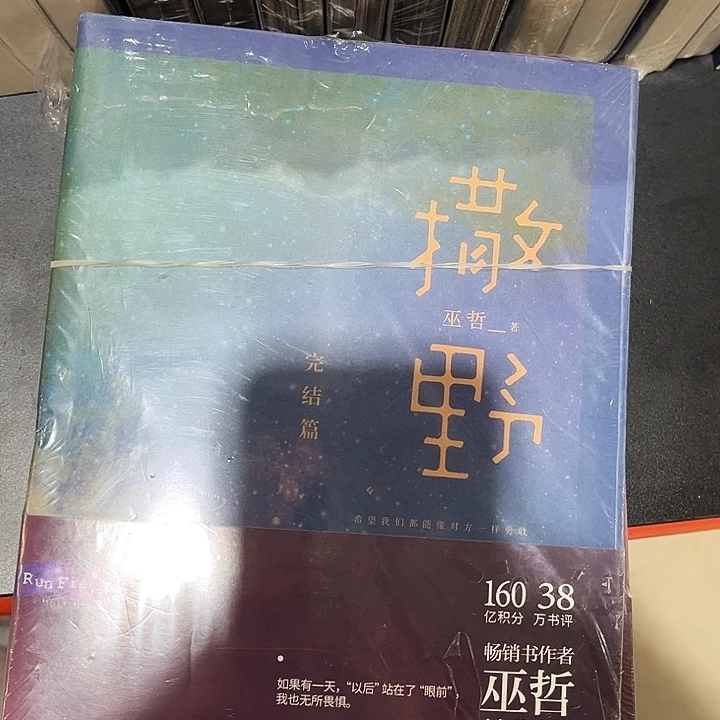 撒野
巫哲 著
完结篇
希望我们都能像对方一样勇敢
Run
160 38
亿积分 万书评
畅销书作者
巫哲
如果有一天，“以后”站在了“眼前”，
我也无所畏惧。